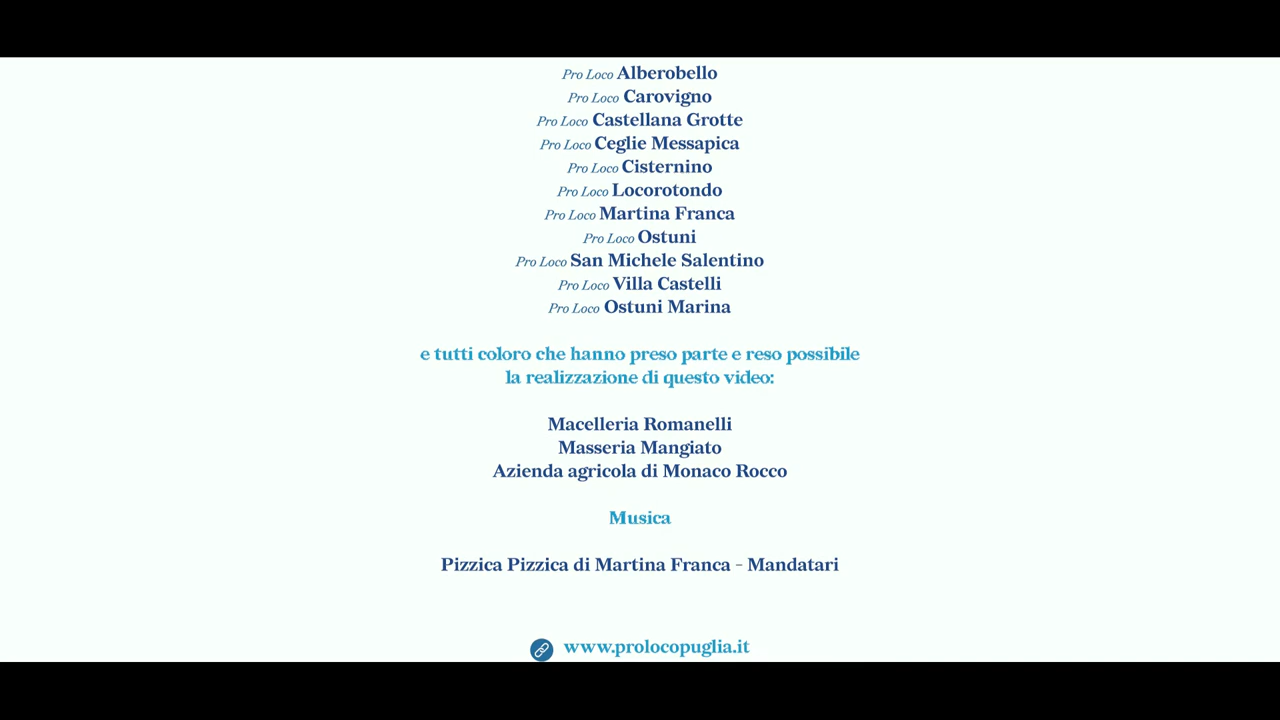 Pro Loco Alberobello
Pro Loco Carovigno
Pro Loco Castellana Grotte
Pro Loco Ceglie Messapica
Pro Loco Cisternino
Pro Loco Locorotondo
Pro Loco Martina Franca
Pro Loco Ostuni
Pro Loco San Michele Salentino
Pro Loco Villa Castelli
Pro Loco Ostuni Marina
e tutti coloro che hanno preso parte e reso possibile
la realizzazione di questo video:
Macelleria Romanelli
Masseria Mangiato
Azienda agricola di Monaco Rocco
Musica
Pizzica Pizzica di Martina Franca - Mandatari
www.prolocopuglia.it